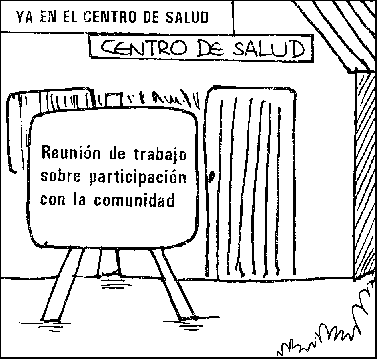 YA EN EL CENTRO DE SALUD
CENTRO DE SALUD
Reunión de trabajo
sobre participación
con la comunidad